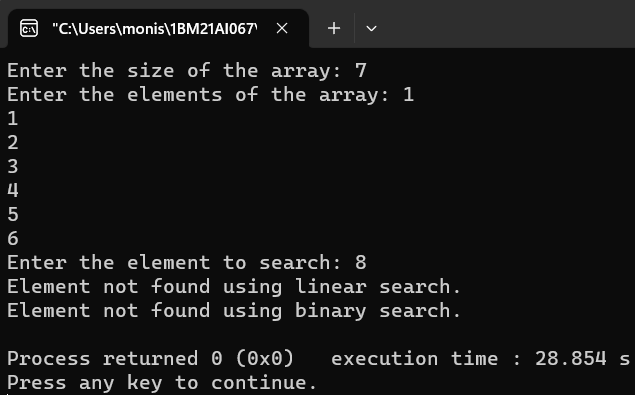 "C:\Users\monis\1BM21AI067\
Enter the size of the array: 7
Enter the elements of the array: 1
1
2
3
4
5
6
Enter the element to search: 8
Element not found using linear search.
Element not found using binary search.
Process returned 0 (0x0)   execution time : 28.854 s
Press any key to continue.